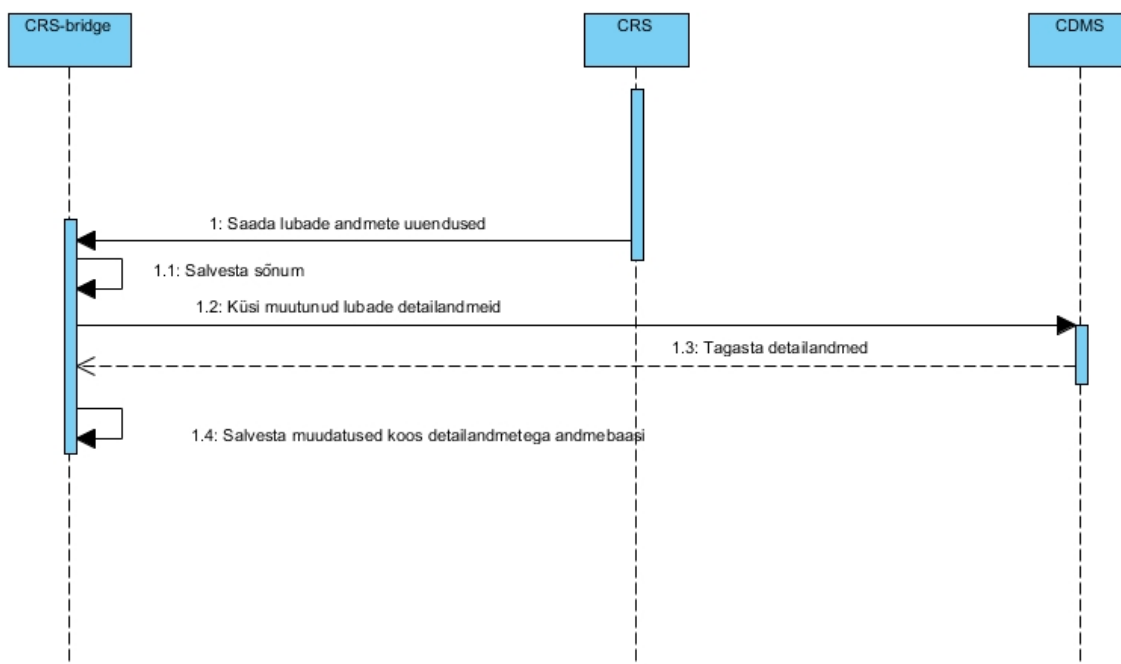 CRS-bridge
CRS
CDMS
1: Saada lubade andmete uuendused
1.1: Salvesta sõnum
1.2: Küsi muutunud lubade detailandmeid
1.3: Tagasta detailandmed
1.4: Salvesta muudatused koos detailandmetega andmebaasi